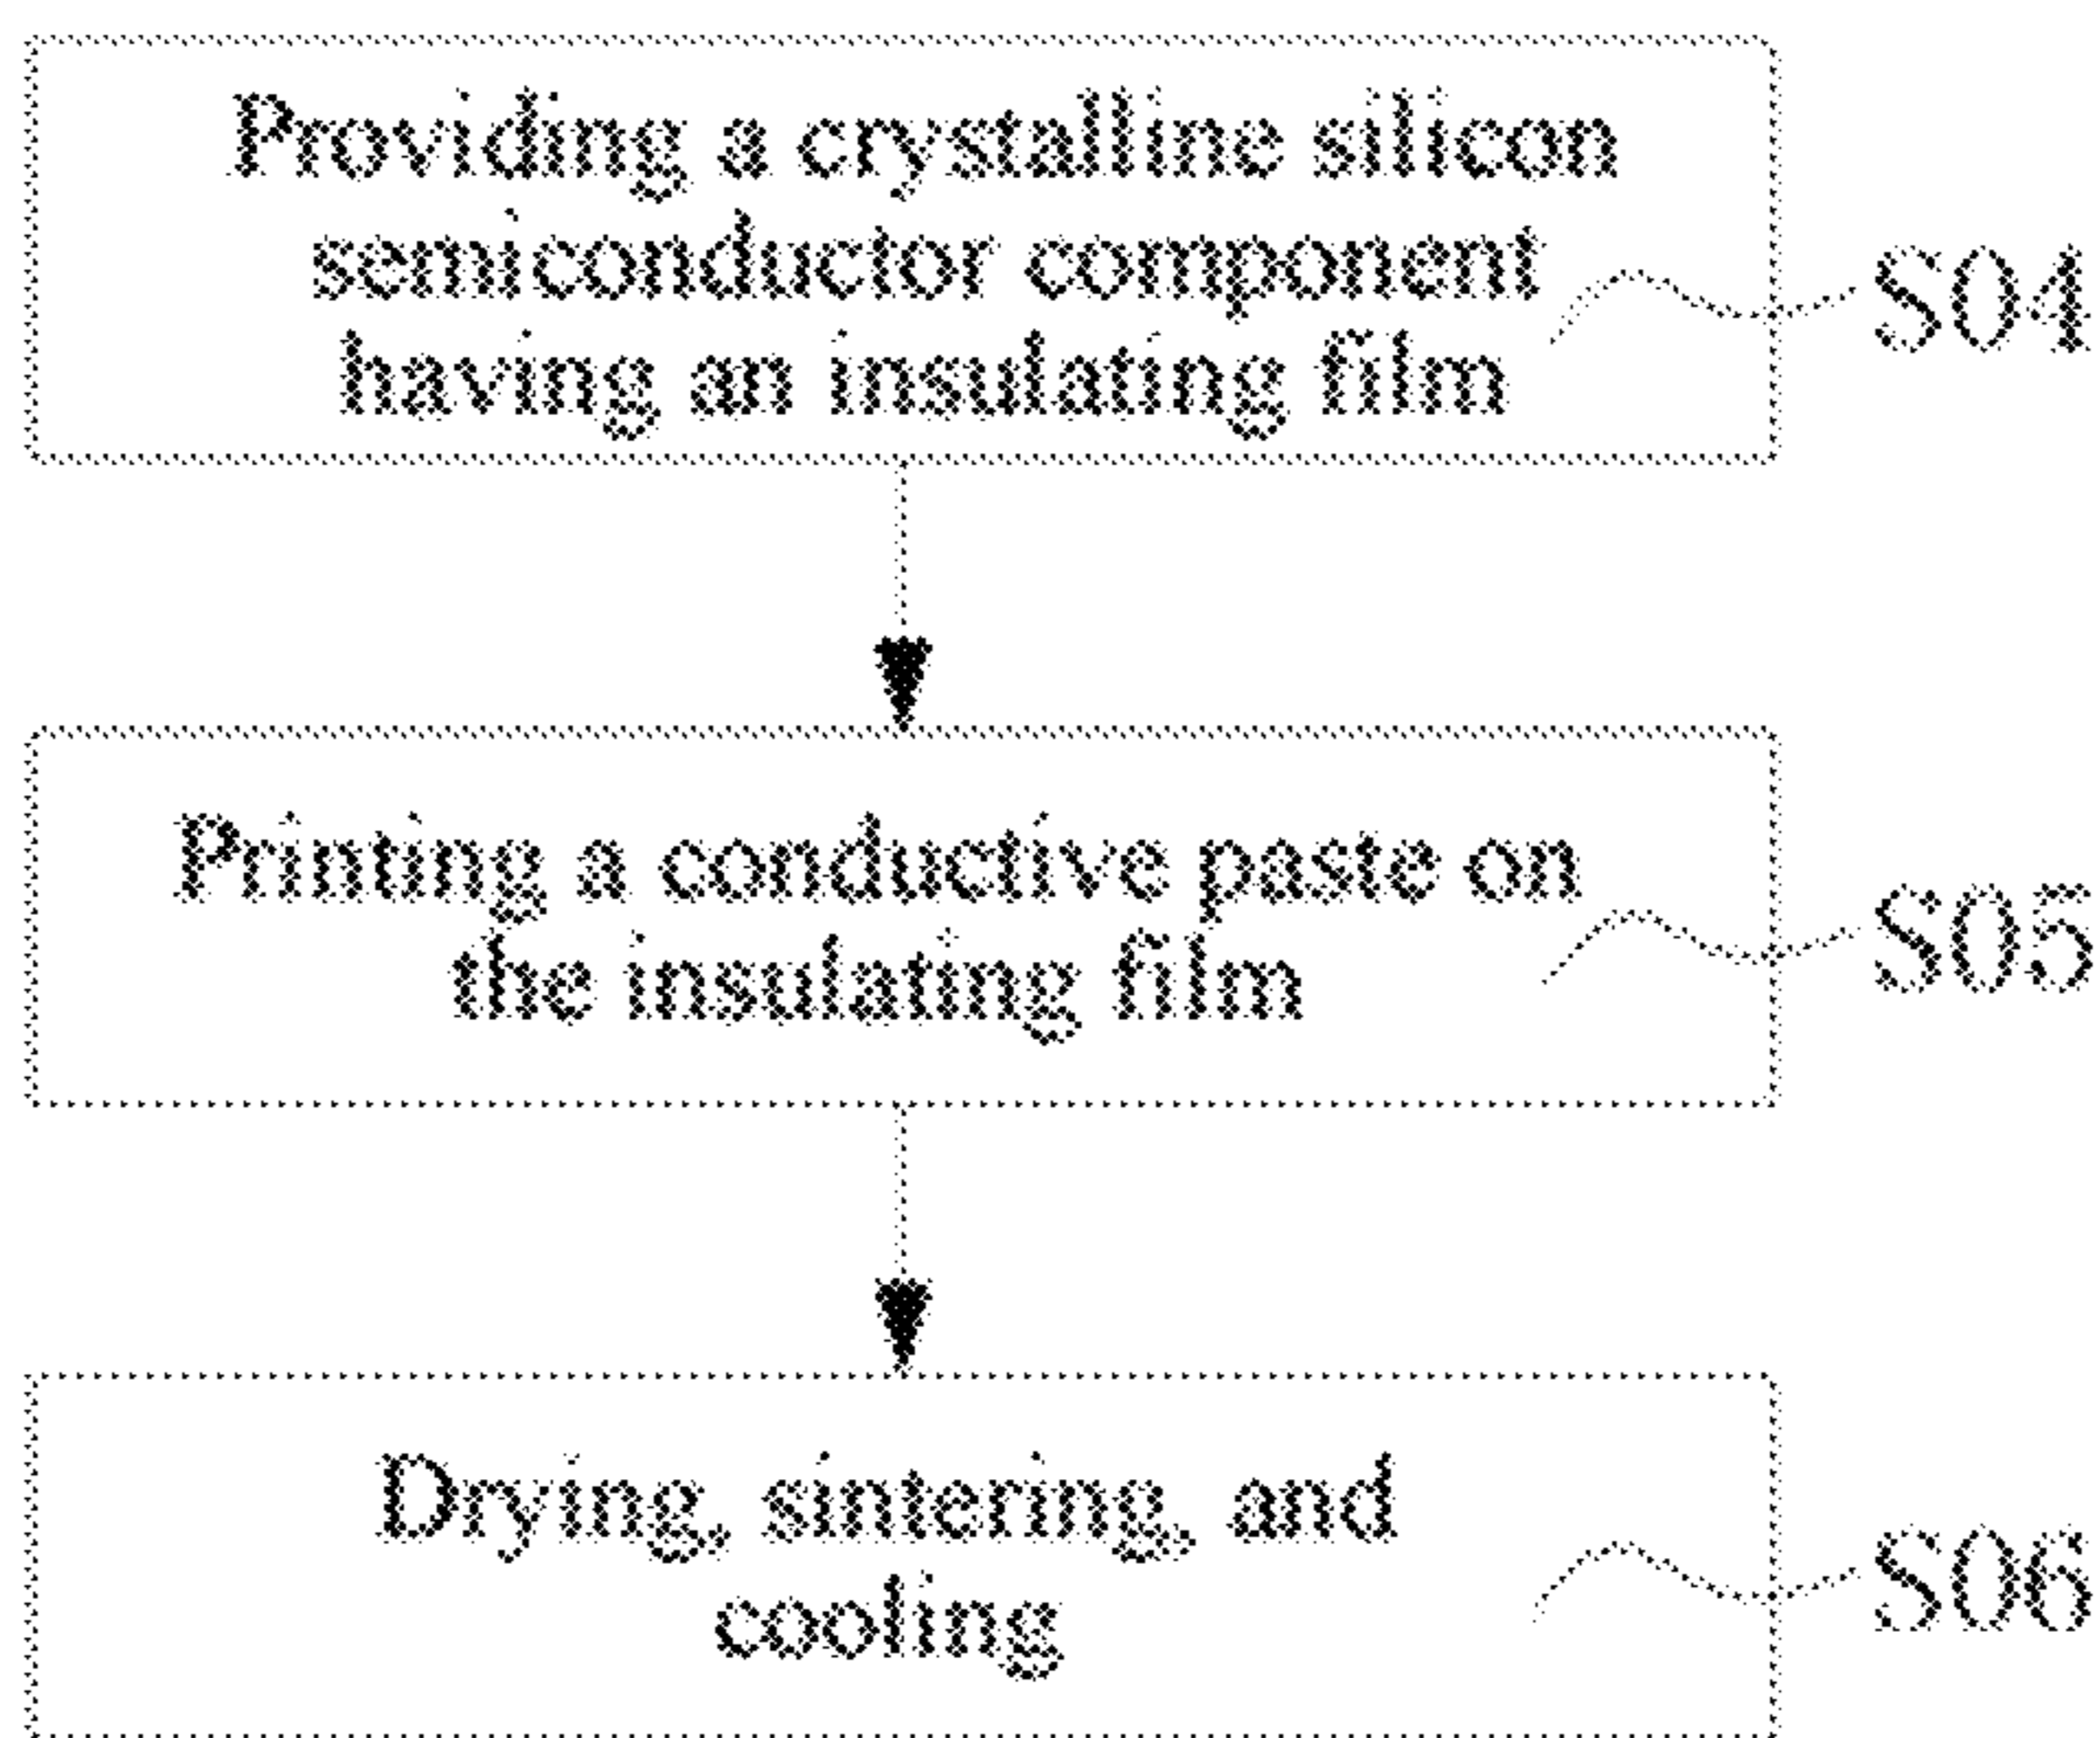 Providing a crystalline silicon
semiconductor component
having an insulating film
S04
Printing a conductive paste on
the insulating film
S05
Drying, sintering, and
cooling
S06